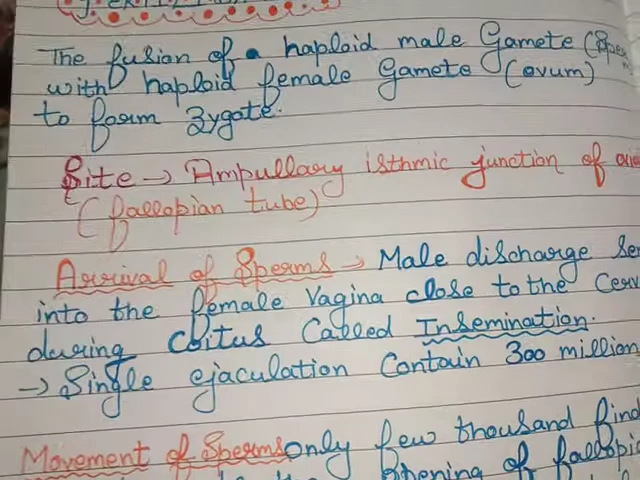 The fusion of a haploid male Gamete
with haploid female Gamete (ovum)
to form zygote.
Site → Ampullary isthmic junction of
(fallopian tube)
Arrival of Sperms → Male discharge
into the female Vagina close to the
during coitus Called Insemination.
→ Single ejaculation Contain 300 million
Movement of Sperms only few thousand
opening of